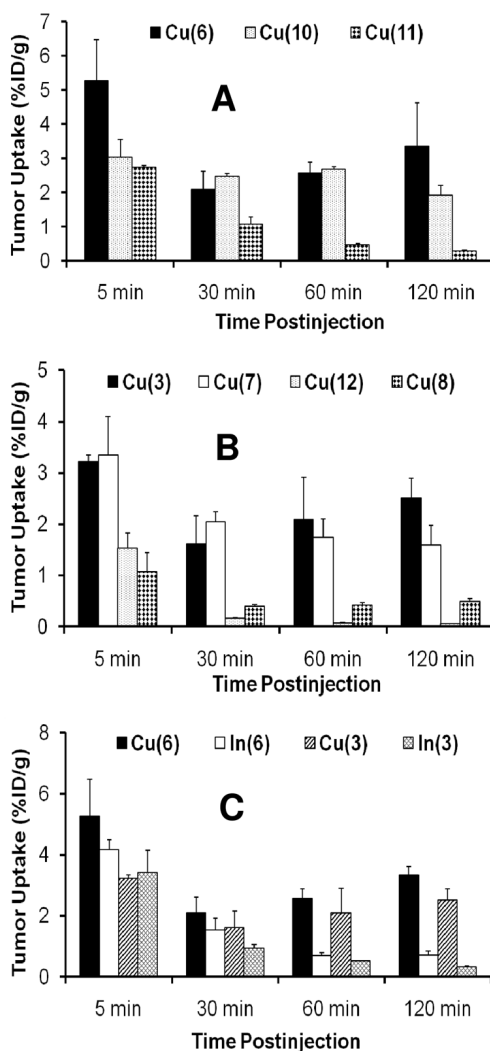 Cu(6) Cu(10) Cu(11)
A
Tumor Uptake (%ID/g)
7
6
5
4
3
2
1
0
5 min 30 min 60 min 120 min
Time Postinjection
Cu(3) Cu(7) Cu(12) Cu(8)
B
Tumor Uptake (%ID/g)
4
3
2
1
0
5 min 30 min 60 min 120 min
Time Postinjection
Cu(6) In(6) Cu(3) In(3)
C
Tumor Uptake (%ID/g)
8
6
4
2
0
5 min 30 min 60 min 120 min
Time Postinjection